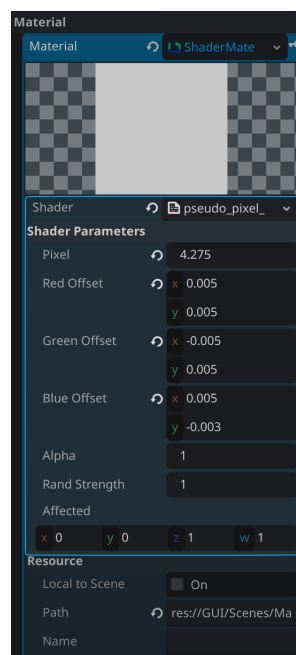 Material
Material ShaderMate
Shader pseudo_pixel_
Shader Parameters
Pixel 4.275
Red Offset x 0.005
y 0.005
Green Offset x -0.005
y 0.005
Blue Offset x 0.005
y -0.003
Alpha 1
Rand Strength 1
Affected
x 0 y 0 z 1 w 1
Resource
Local to Scene On
Path res://GUI/Scenes/Ma
Name